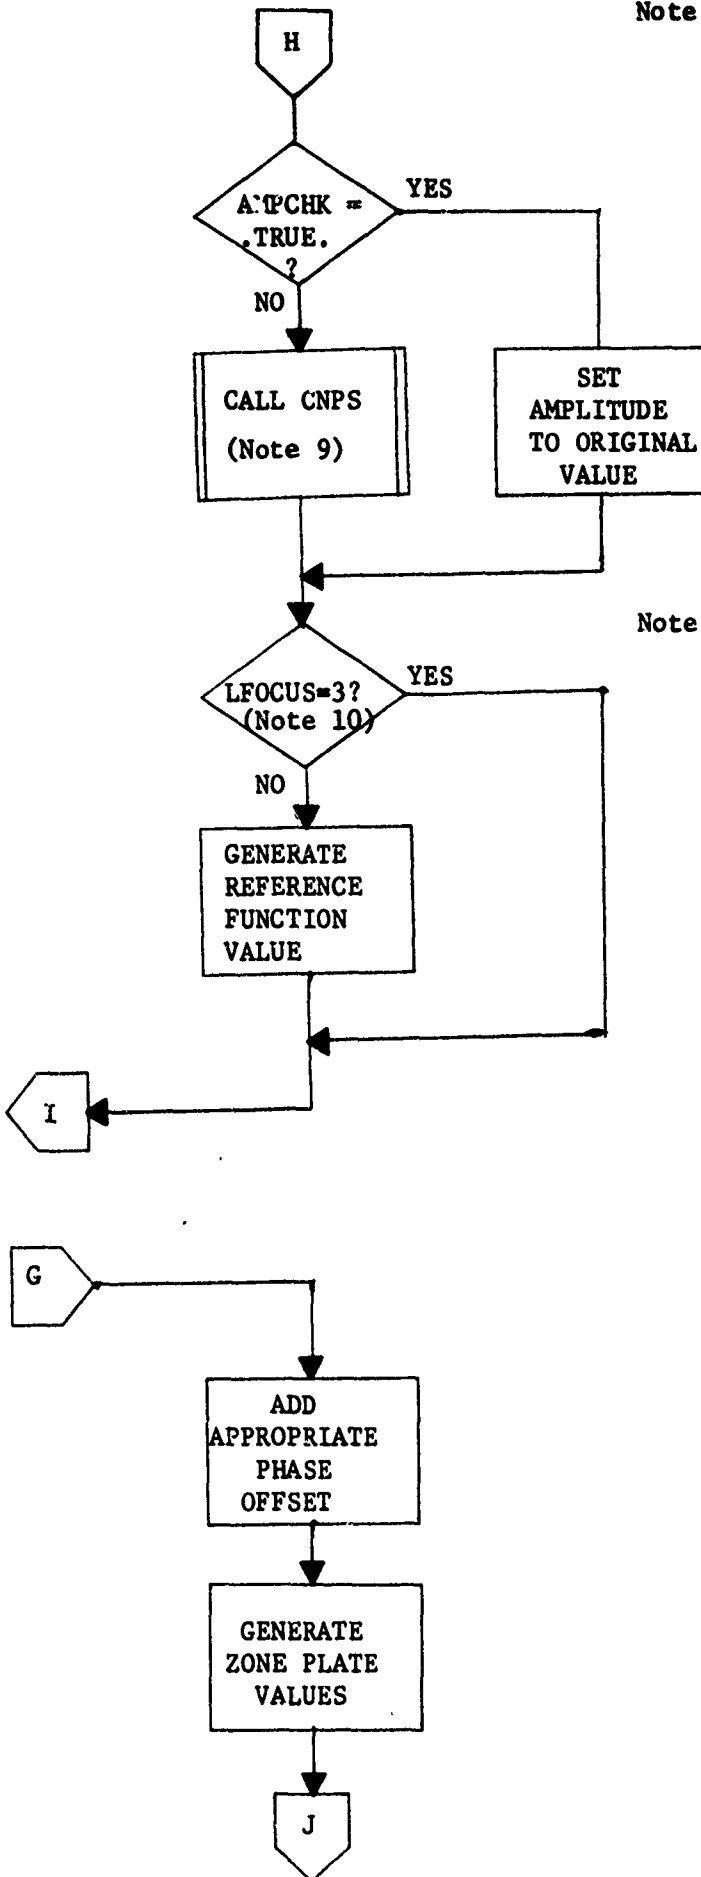 Note
H
AMPCHK =
.TRUE.
?
YES
NO
CALL CNPS
(Note 9)
SET
AMPLITUDE
TO ORIGINAL
VALUE
Note
LFOCUS=3?
(Note 10)
YES
NO
GENERATE
REFERENCE
FUNCTION
VALUE
I
G
ADD
APPROPRIATE
PHASE
OFFSET
GENERATE
ZONE PLATE
VALUES
J